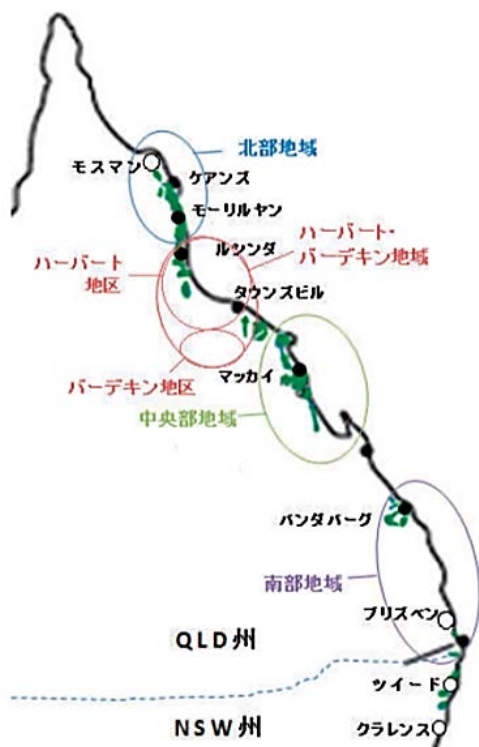 北部地域
モスマン
ケアンズ
モーリルヤン
ハーバート・
バーデキン地域
ルシンダ
ハーバート
地区
タウンズビル
バーデキン地区
マッカイ
中央部地域
バンダバーグ
南部地域
ブリズベン
QLD州
ツイード
NSW州
クラレンス